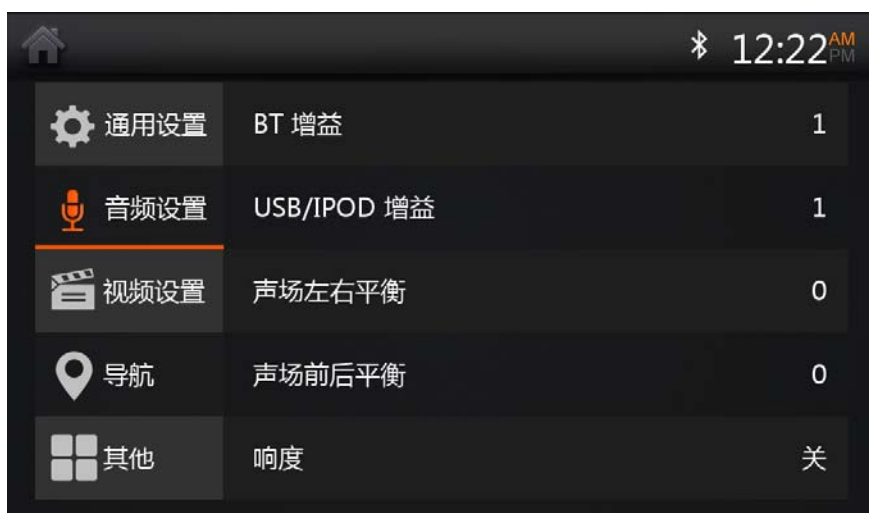 12:22 AM
PM
通用设置 BT 增益 1
音频设置 USB/IPOD 增益 1
视频设置 声场左右平衡 0
导航 声场前后平衡 0
其他 响度 关